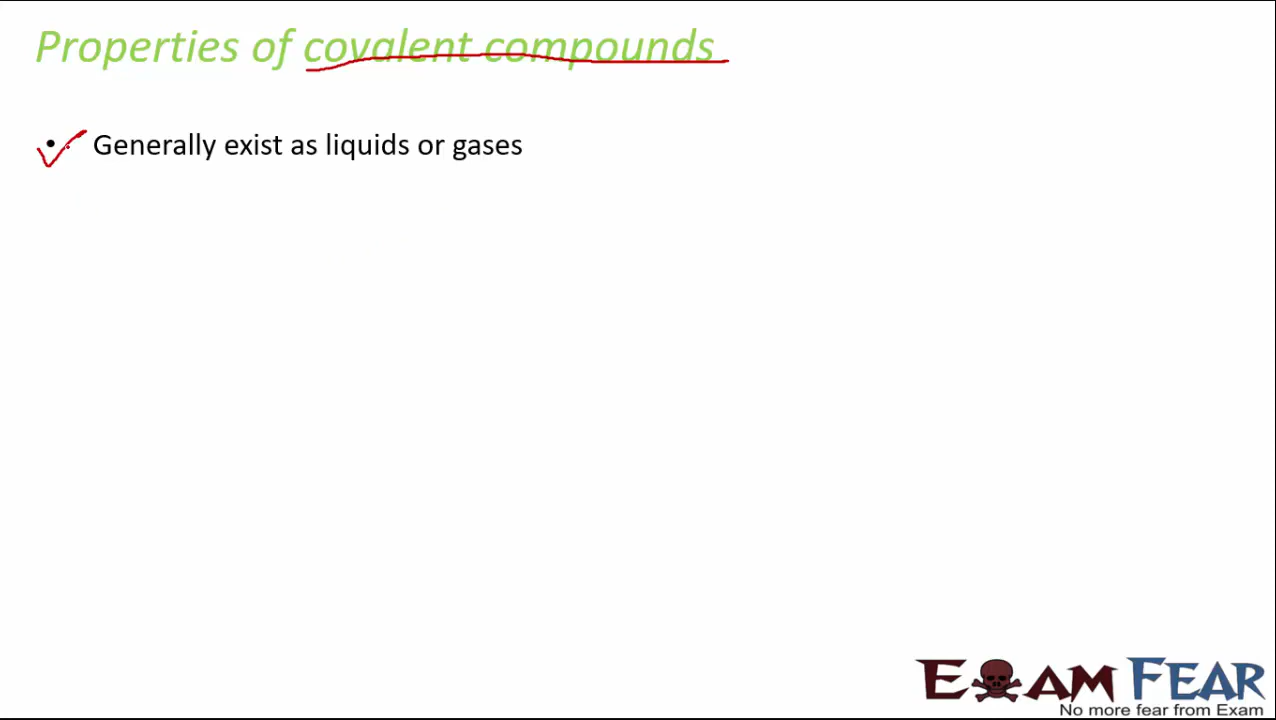 Properties of covalent compounds
• Generally exist as liquids or gases
EXAM FEAR
No more fear from Exam